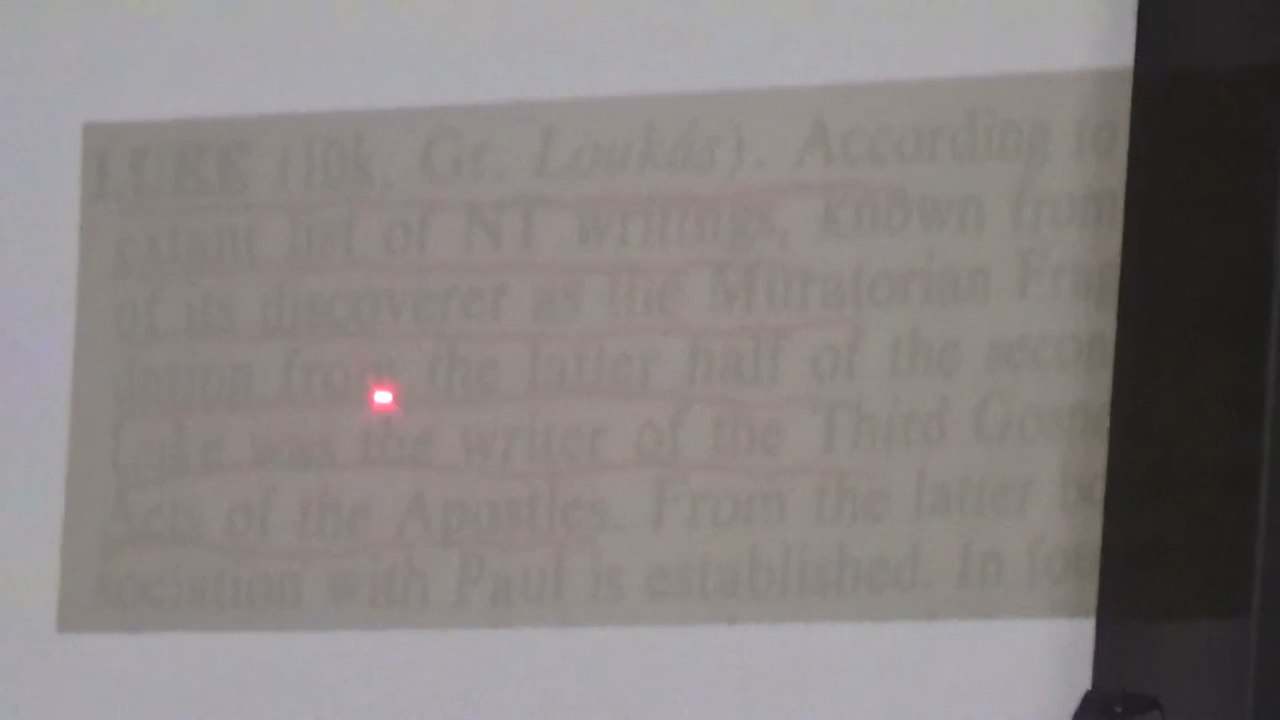 LUKE (lūk, Gr. Loukás). According to
extant list of NT writings, known from
of its discoverer as the Muratorian Frag
dating from the latter half of the secon
Luke was the writer of the Third Gosp
Acts of the Apostles. From the latter bo
sociation with Paul is established. In fou